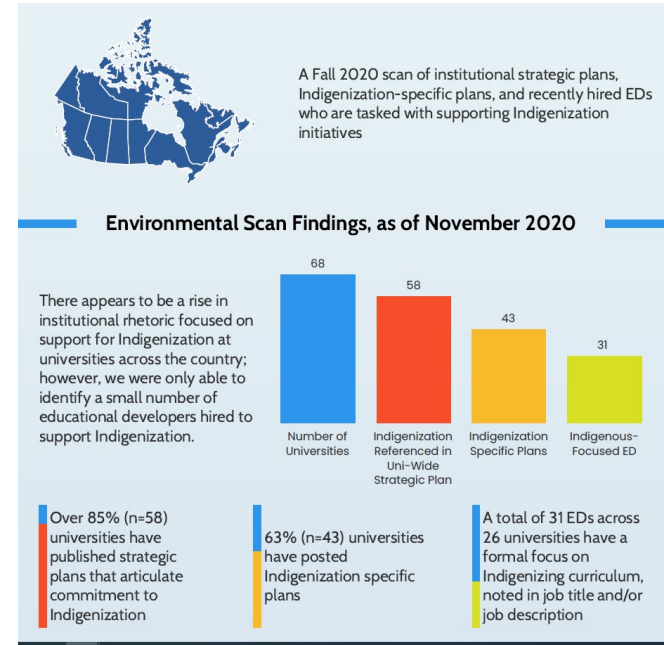 A Fall 2020 scan of institutional strategic plans,
Indigenization-specific plans, and recently hired EDs
who are tasked with supporting Indigenization
initiatives
Environmental Scan Findings, as of November 2020
There appears to be a rise in
institutional rhetoric focused on
support for Indigenization at
universities across the country;
however, we were only able to
identify a small number of
educational developers hired to
support Indigenization.
68
58
43
31
Number of
Universities
Indigenization
Referenced in
Uni-Wide
Strategic Plan
Indigenization
Specific Plans
Indigenous-
Focused ED
Over 85% (n=58)
universities have
published strategic
plans that articulate
commitment to
Indigenization
63% (n=43) universities
have posted
Indigenization specific
plans
A total of 31 EDs across
26 universities have a
formal focus on
Indigenizing curriculum,
noted in job title and/or
job description